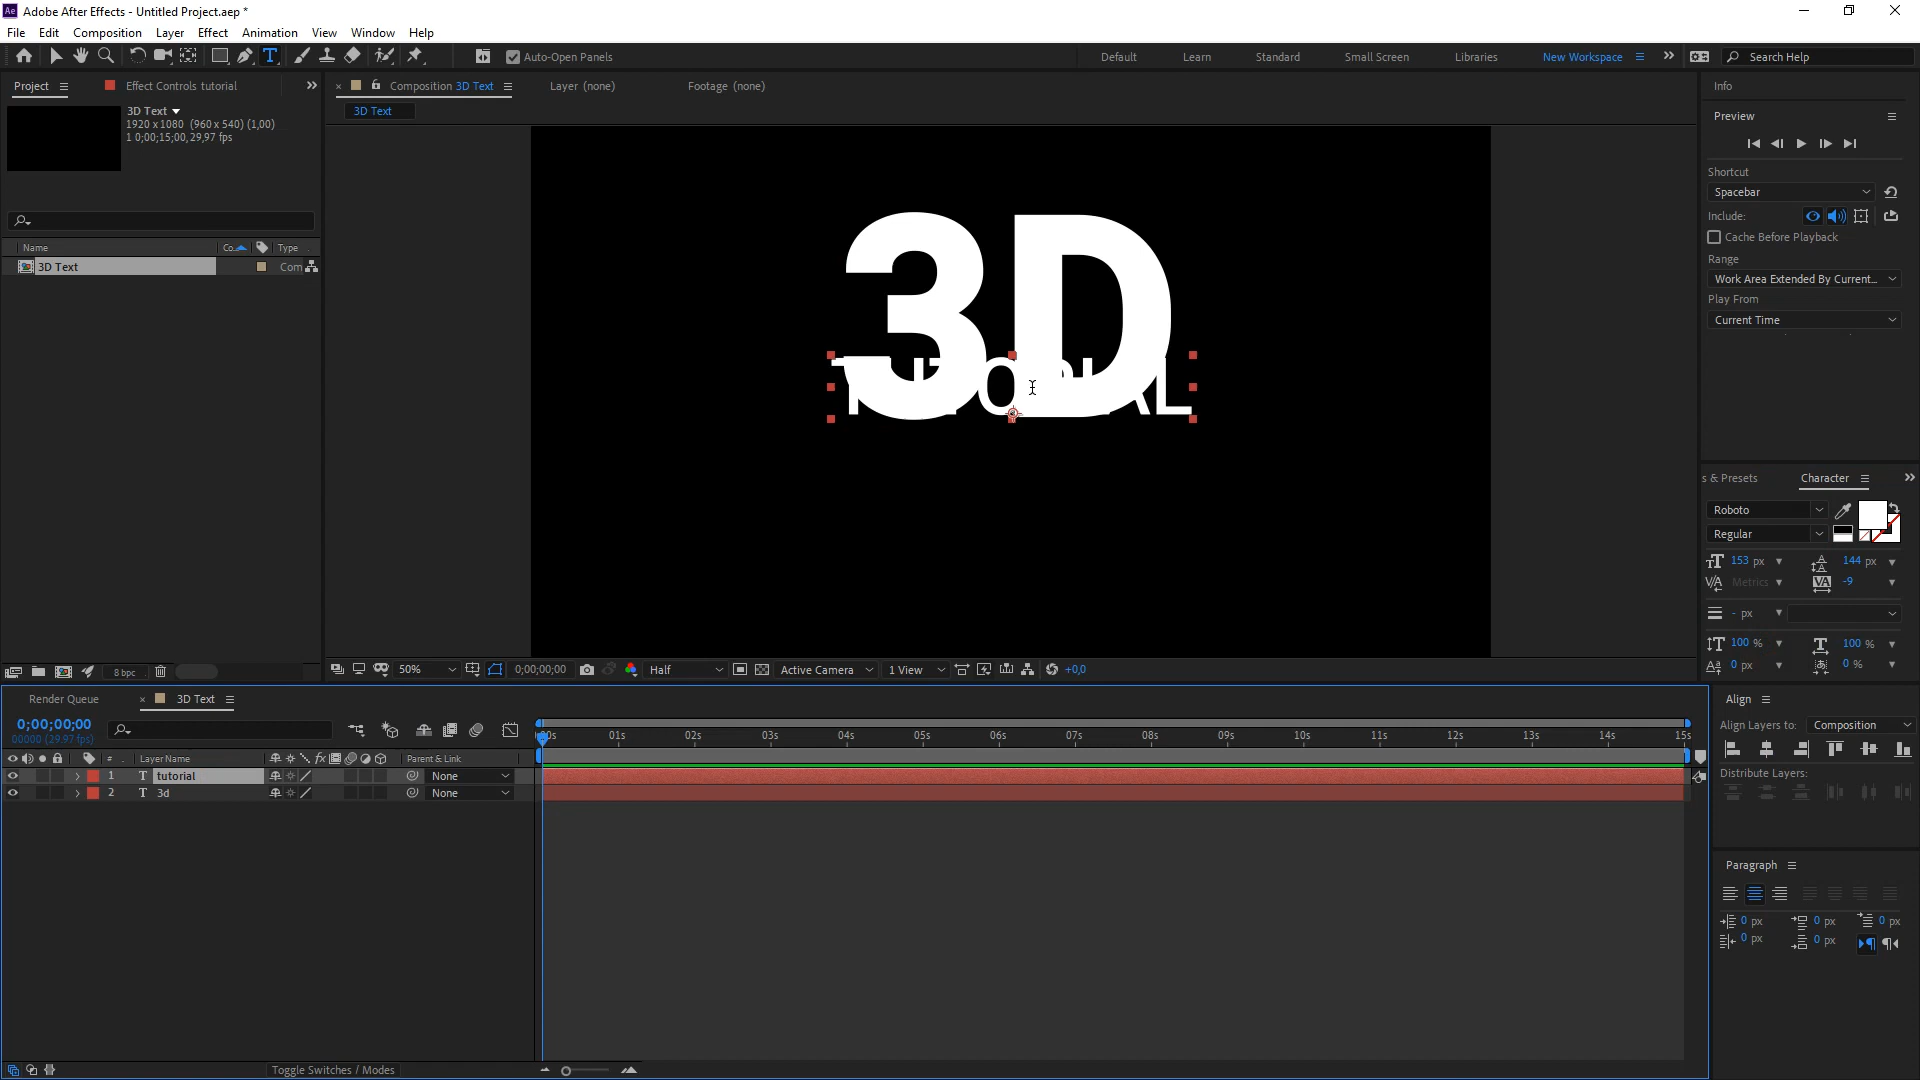 Ae Adobe After Effects - Untitled Project.aep *
File Edit Composition Layer Effect Animation View Window Help
Auto-Open Panels Default Learn Standard Small Screen Libraries New Workspace Search Help
Project Effect Controls tutorial
Composition 3D Text Layer (none) Footage (none)
3D Text
3D Text
1920 x 1080 (960 x 540) (1,00)
1 0;00;15;00, 29,97 fps
Name Co.. Type
3D Text Com
8 bpc
3D
TUTORIAL
50% 0;00;00;00 Half Active Camera 1 View +0,0
Info
Preview
Shortcut
Spacebar
Include:
Cache Before Playback
Range
Work Area Extended By Current...
Play From
Current Time
s & Presets Character
Roboto
Regular
153 px 144 px
Metrics -9
- px
100 % 100 %
0 px 0 %
Render Queue 3D Text
0;00;00;00
00000 (29.97 fps)
01s 02s 03s 04s 05s 06s 07s 08s 09s 10s 11s 12s 13s 14s 15s
# Layer Name Parent & Link
1 T tutorial None
2 T 3d None
Toggle Switches / Modes
Align
Align Layers to: Composition
Distribute Layers:
Paragraph
0 px 0 px 0 px
0 px 0 px